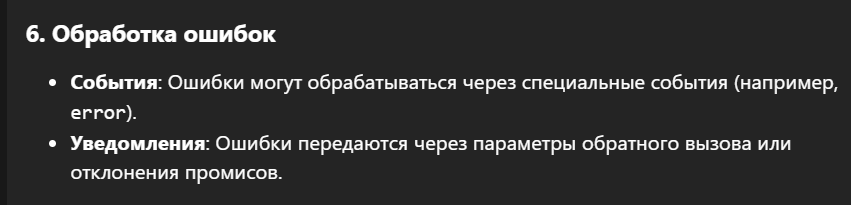 6. Обработка ошибок
• События: Ошибки могут обрабатываться через специальные события (например,
error).
• Уведомления: Ошибки передаются через параметры обратного вызова или
отклонения промисов.